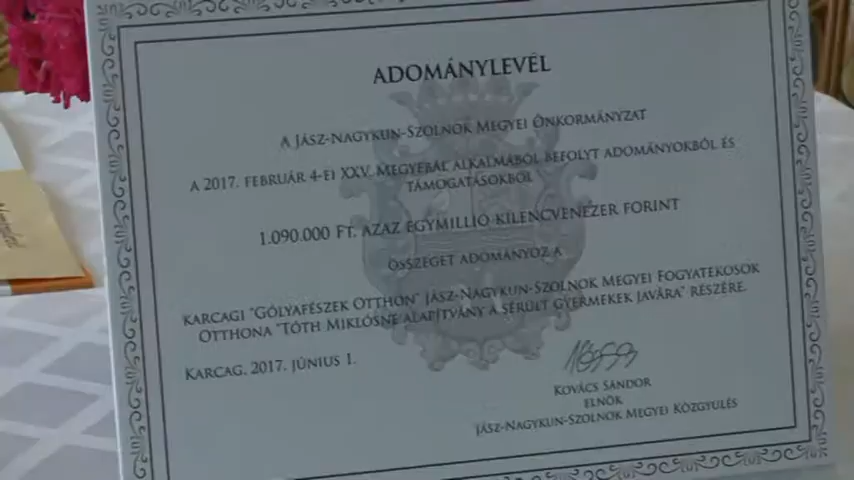 ADOMÁNYLEVÉL
A JÁSZ-NAGYKUN-SZOLNOK MEGYEI ÖNKORMÁNYZAT
A 2017. FEBRUÁR 4-EI XXV. MEGYEBÁL ALKALMÁBÓL BEFOLYT ADOMÁNYOKBÓL ÉS
TÁMOGATÁSOKBÓL
1.090.000 FT, AZAZ EGYMILLIÓ-KILENCVENEZER FORINT
ÖSSZEGET ADOMÁNYOZ A
KARCAGI "GÓLYAFÉSZEK OTTHON" JÁSZ-NAGYKUN-SZOLNOK MEGYEI FOGYATÉKOSOK
OTTHONA "TÓTH MIKLÓSNÉ ALAPÍTVÁNY A SÉRÜLT GYERMEKEK JAVÁRA" RÉSZÉRE.
KARCAG, 2017. JÚNIUS 1.
KOVÁCS SÁNDOR
ELNÖK
JÁSZ-NAGYKUN-SZOLNOK MEGYEI KÖZGYŰLÉS